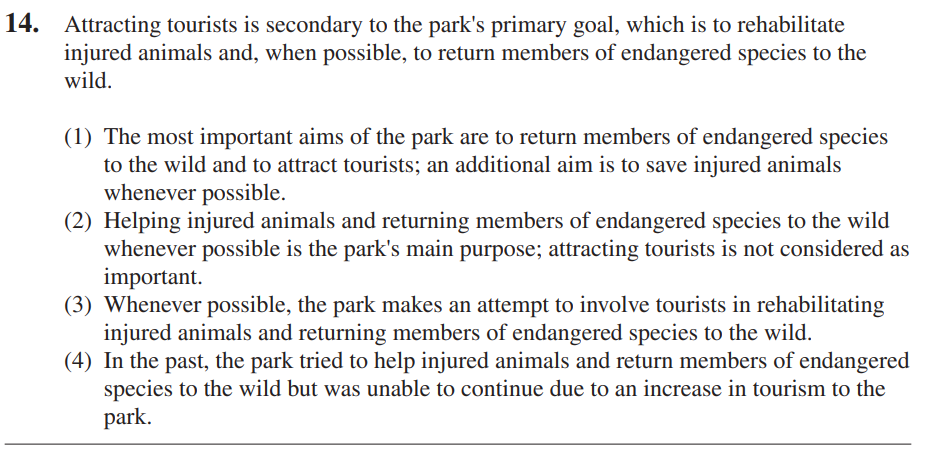 14. Attracting tourists is secondary to the park's primary goal, which is to rehabilitate
injured animals and, when possible, to return members of endangered species to the
wild.
(1) The most important aims of the park are to return members of endangered species
to the wild and to attract tourists; an additional aim is to save injured animals
whenever possible.
(2) Helping injured animals and returning members of endangered species to the wild
whenever possible is the park's main purpose; attracting tourists is not considered as
important.
(3) Whenever possible, the park makes an attempt to involve tourists in rehabilitating
injured animals and returning members of endangered species to the wild.
(4) In the past, the park tried to help injured animals and return members of endangered
species to the wild but was unable to continue due to an increase in tourism to the
park.